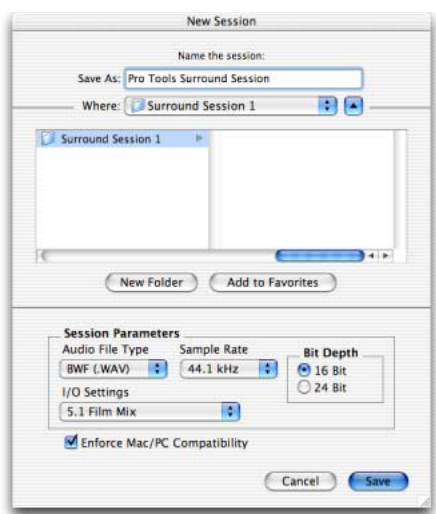 New Session
Name the session:
Save As: Pro Tools Surround Session
Where: Surround Session 1
Surround Session 1
New Folder Add to Favorites
Session Parameters
Audio File Type Sample Rate Bit Depth
BWF (.WAV) 44.1 kHz 16 Bit
24 Bit
I/O Settings
5.1 Film Mix
Enforce Mac/PC Compatibility
Cancel Save